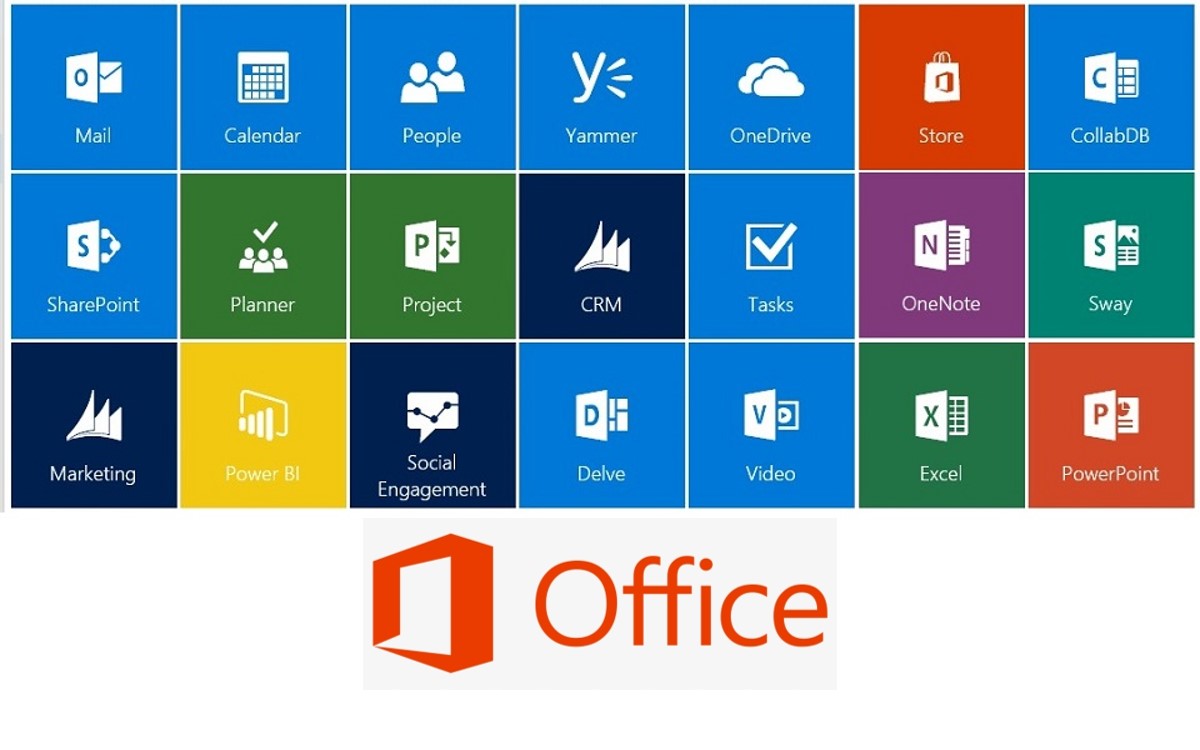 Mail
Calendar
People
Yammer
OneDrive
Store
CollabDB
SharePoint
Planner
Project
CRM
Tasks
OneNote
Sway
Marketing
Power BI
Social
Engagement
Delve
Video
Excel
PowerPoint
Office